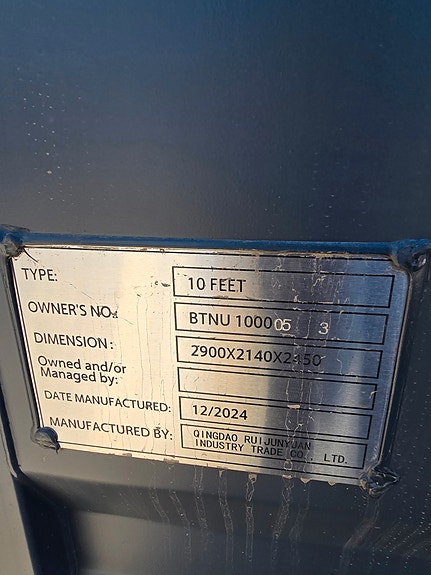 TYPE: 10 FEET
OWNER'S NO.: BTNU 100005 3
DIMENSION: 2900X2140X2150
Owned and/or
Managed by:
DATE MANUFACTURED: 12/2024
MANUFACTURED BY: QINGDAO RUIJUNYUAN
INDUSTRY TRADE CO., LTD.